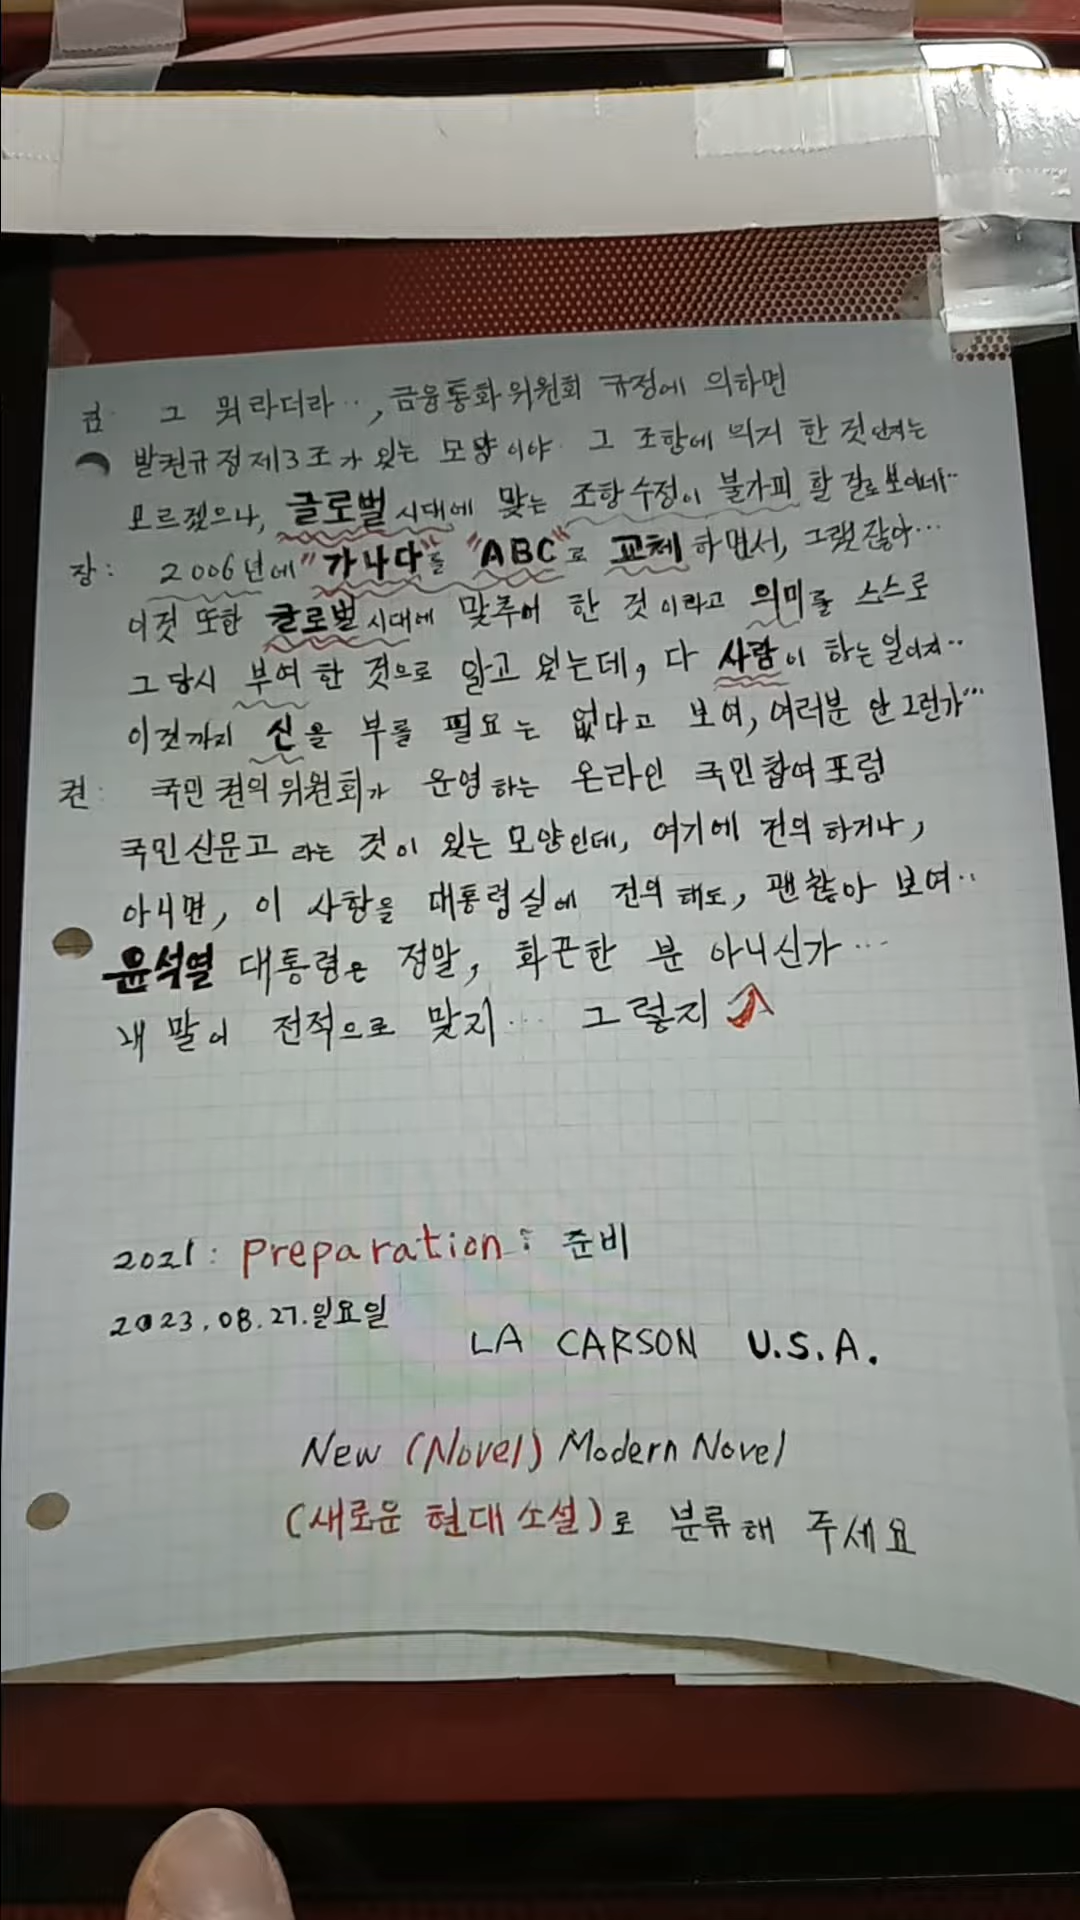 금: 그 뭐라더라..., 금융통화위원회 규정에 의하면
발권규정제3조가 있는 모양이야. 그 조항에 의거 한 것인지는
모르겠으나, 글로벌 시대에 맞는 조항수정이 불가피 할 걸로 보이네..
장: 2006년에 "가나다"를 "ABC"로 교체하면서, 그랬잖아...
이것 또한 글로벌시대에 맞추어 한 것이라고 의미를 스스로
그당시 부여한 것으로 알고 있는데, 다 사람이 하는일이지..
이것까지 신을 부를 필요는 없다고 보여, 여러분 안그런가...
권: 국민권익위원회가 운영하는 온라인 국민참여포럼
국민신문고 라는 것이 있는 모양인데, 여기에 건의하거나,
아니면, 이 사항을 대통령실에 건의해도, 괜찮아 보여..
윤석열 대통령은 정말, 화끈한 분 아니신가...
내 말이 전적으로 맞지... 그렇지
2021: Preparation: 준비
2023.08.27.일요일
LA CARSON U.S.A.
New (Novel) Modern Novel
(새로운 현대소설)로 분류해 주세요